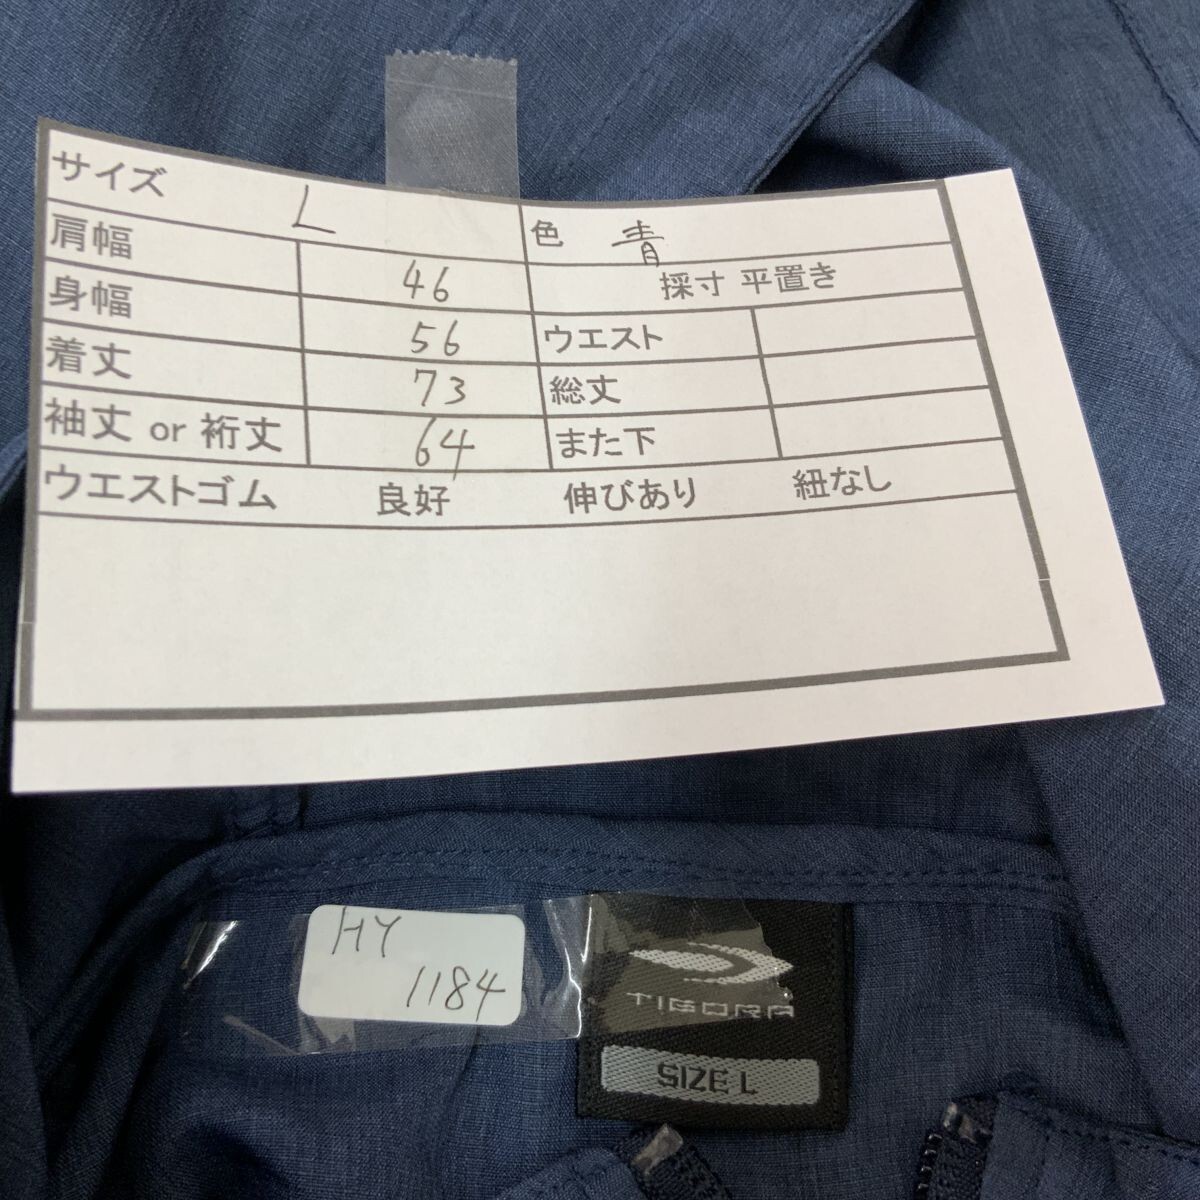 サイズ L 色 青
肩幅 46 採寸 平置き
身幅 56 ウエスト
着丈 73 総丈
袖丈 or 裄丈 64 また下
ウエストゴム 良好 伸びあり 紐なし
HY
1184
TIGORA
SIZE L